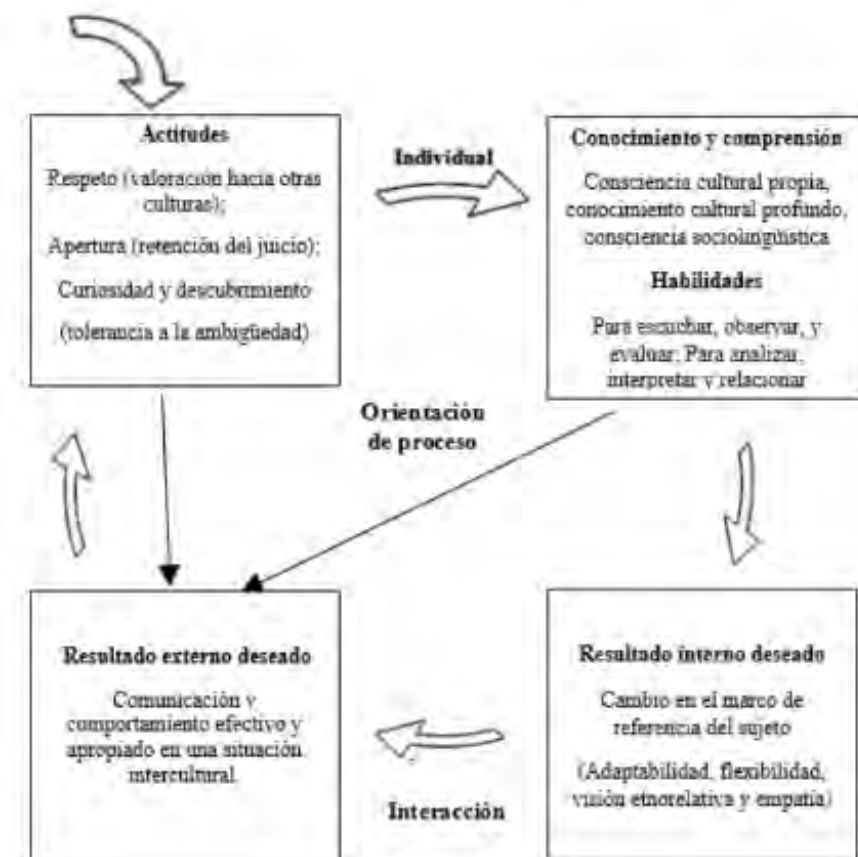 Actitudes
Respeto (valoración hacia otras
culturas);
Apertura (retención del juicio);
Curiosidad y descubrimiento
(tolerancia a la ambigüedad)
Individual
Conocimiento y comprensión
Consciencia cultural propia,
conocimiento cultural profundo,
consciencia sociolingüística
Habilidades
Para escuchar, observar, y
evaluar; Para analizar,
interpretar y relacionar
Orientación
de proceso
Resultado externo deseado
Comunicación y
comportamiento efectivo y
apropiado en una situación
intercultural.
Interacción
Resultado interno deseado
Cambio en el marco de
referencia del sujeto
(Adaptabilidad, flexibilidad,
visión etnorelativa y empatía)